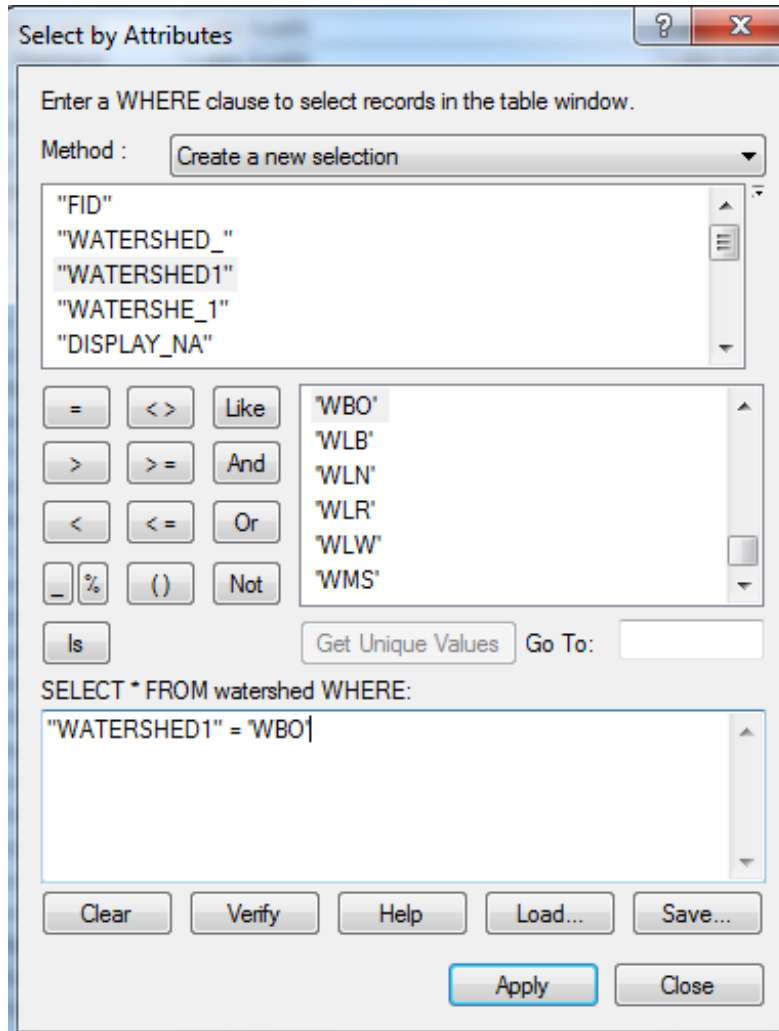 Select by Attributes
?
X
Enter a WHERE clause to select records in the table window.
Method : Create a new selection
"FID"
"WATERSHED_"
"WATERSHED1"
"WATERSHE_1"
"DISPLAY_NA"
= < > Like
> > = And
< < = Or
_ % ( ) Not
Is
'WBO'
'WLB'
'WLN'
'WLR'
'WLW'
'WMS'
Get Unique Values Go To:
SELECT * FROM watershed WHERE:
"WATERSHED1" = 'WBO'
Clear Verify Help Load... Save...
Apply Close